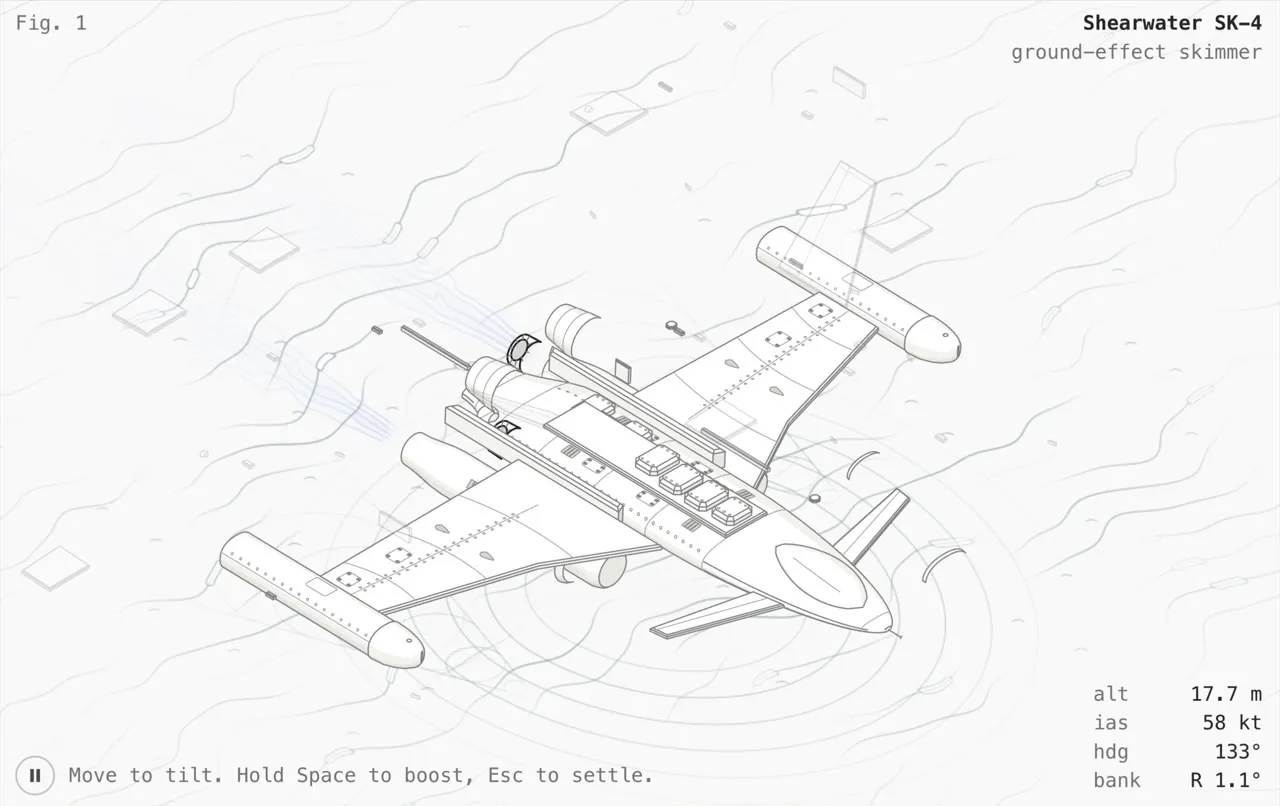 Fig. 1
Shearwater SK–4
ground–effect skimmer
alt 17.7 m
ias 58 kt
hdg 133°
bank R 1.1°
Move to tilt. Hold Space to boost, Esc to settle.